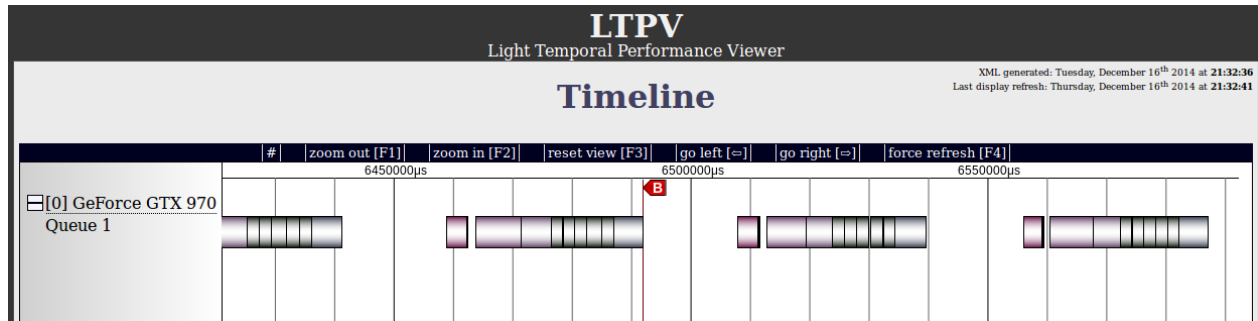 LTPV
Light Temporal Performance Viewer
XML generated: Tuesday, December 16th 2014 at 21:32:36
Last display refresh: Thursday, December 16th 2014 at 21:32:41
Timeline
# zoom out [F1] zoom in [F2] reset view [F3] go left [⇦] go right [⇨] force refresh [F4]
6450000µs 6500000µs 6550000µs
B
[0] GeForce GTX 970
Queue 1